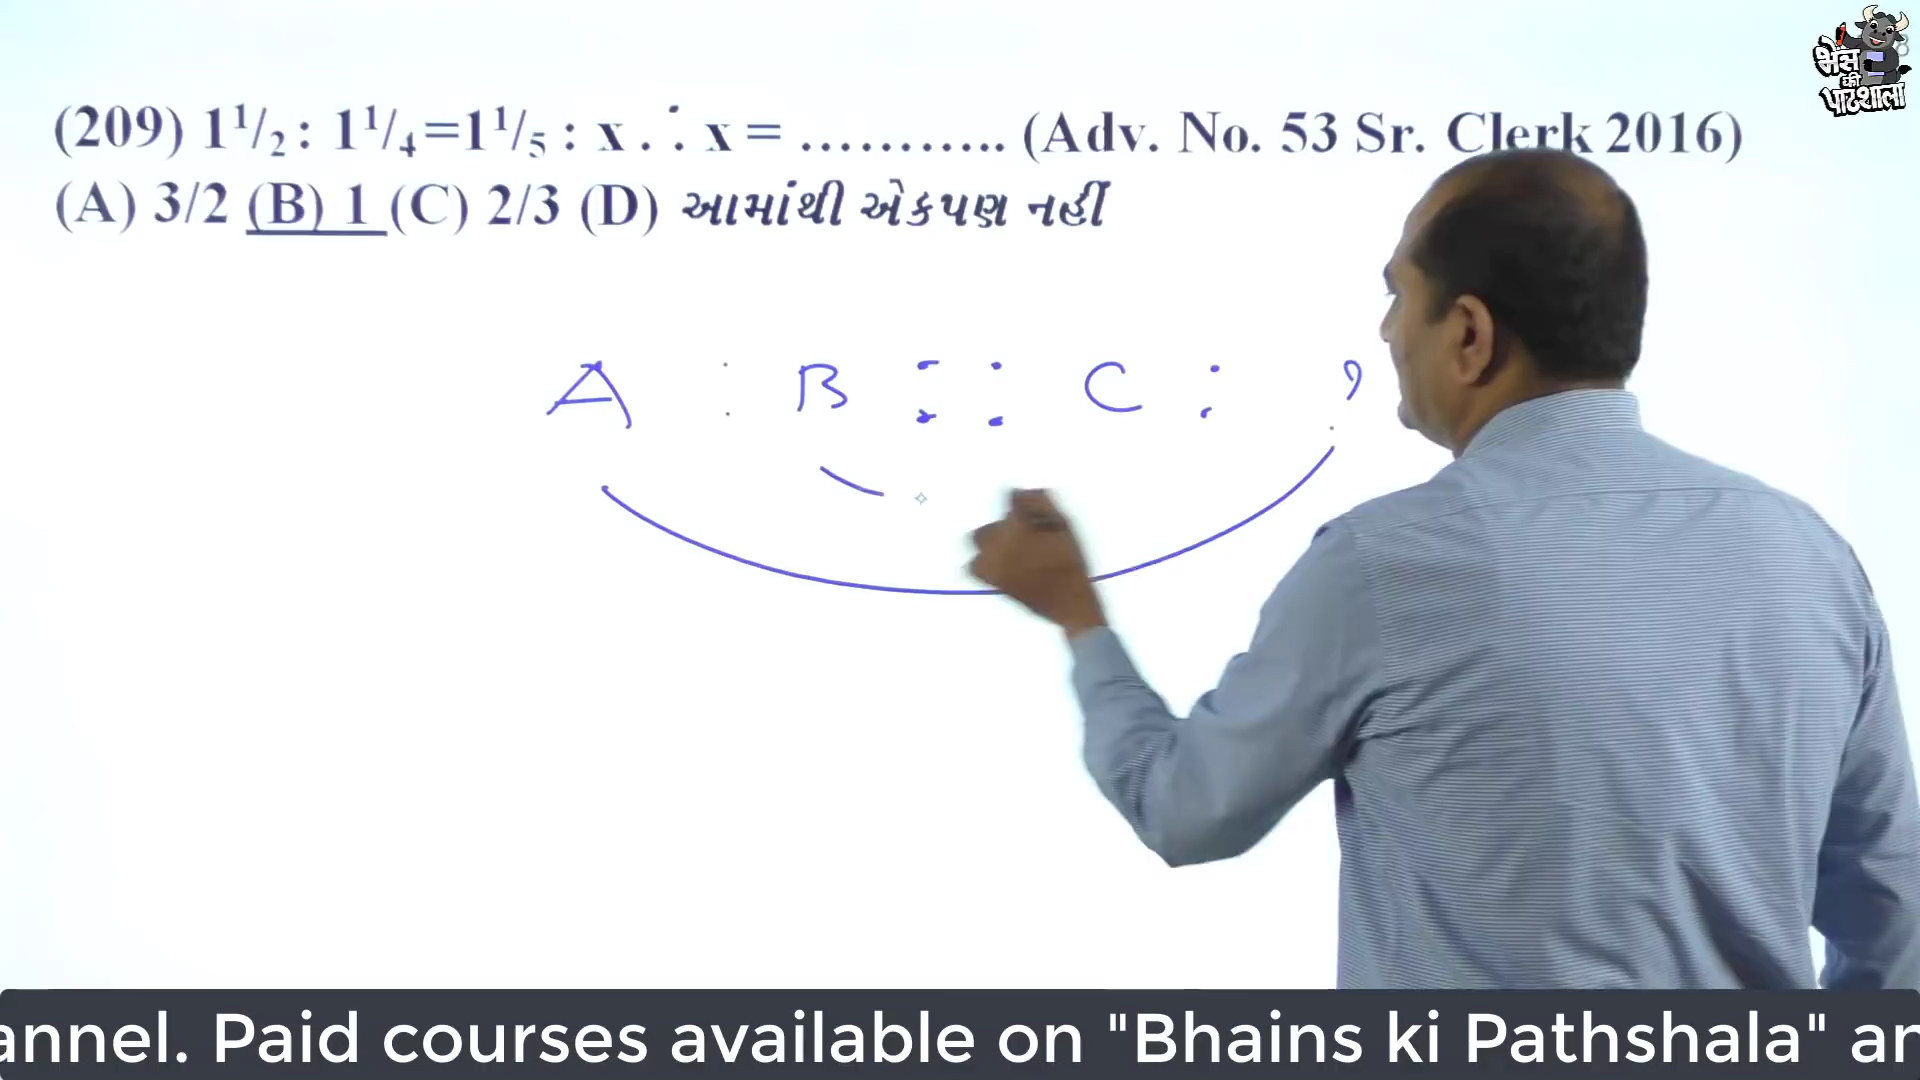 (209) 1¹/₂ : 1¹/₄=1¹/₅ : x ∴ x = ……….. (Adv. No. 53 Sr. Clerk 2016)
(A) 3/2 (B) 1 (C) 2/3 (D) આમાંથી એકપણ નહીં
A : B :: C : ?
annel. Paid courses available on "Bhains ki Pathshala" an
भैंस की पाठशाला